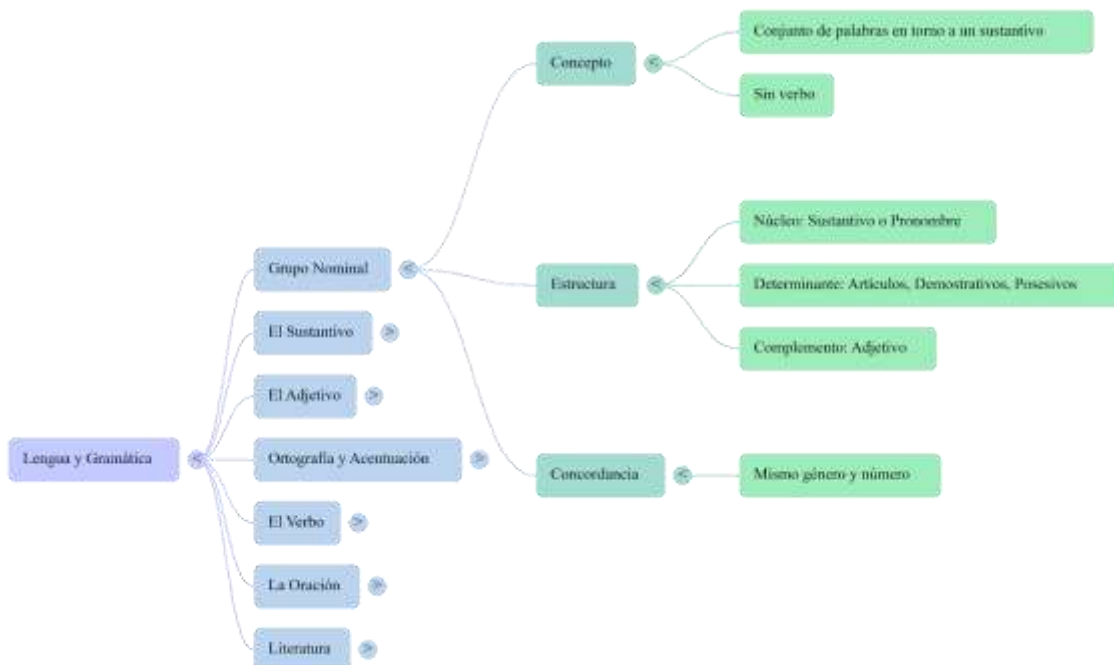 Lengua y Gramática
Grupo Nominal
Concepto
Conjunto de palabras en torno a un sustantivo
Sin verbo
Estructura
Núcleo: Sustantivo o Pronombre
Determinante: Artículos, Demostrativos, Posesivos
Complemento: Adjetivo
Concordancia
Mismo género y número
El Sustantivo
El Adjetivo
Ortografía y Acentuación
El Verbo
La Oración
Literatura